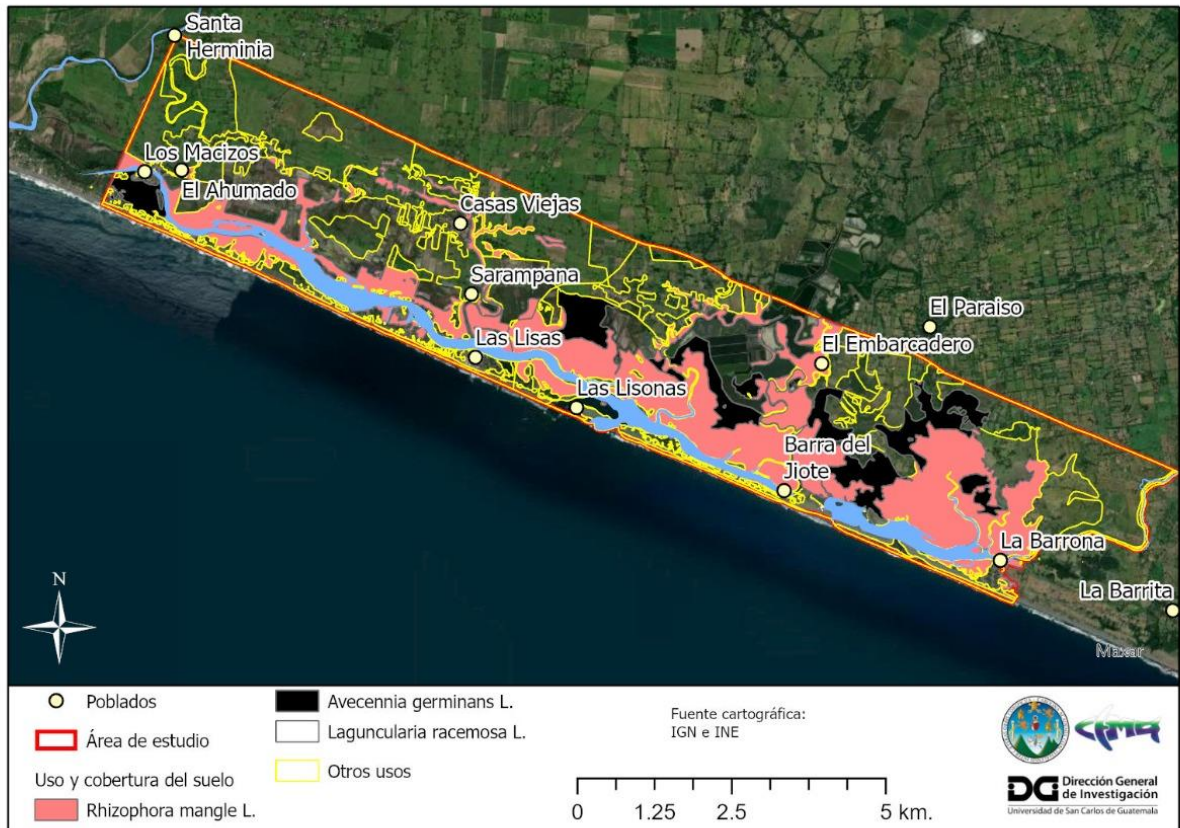 Santa
Herminia
Los Macizos
El Ahumado
Casas Viejas
Sarampana
El Paraiso
Las Lisas
El Embarcadero
Las Lisonas
Barra del
Jiote
La Barrona
La Barrita
Maxar
N
Poblados
Área de estudio
Uso y cobertura del suelo
Rhizophora mangle L.
Avecennia germinans L.
Laguncularia racemosa L.
Otros usos
Fuente cartográfica:
IGN e INE
0 1.25 2.5 5 km.
DGi Dirección General
de Investigación
Universidad de San Carlos de Guatemala